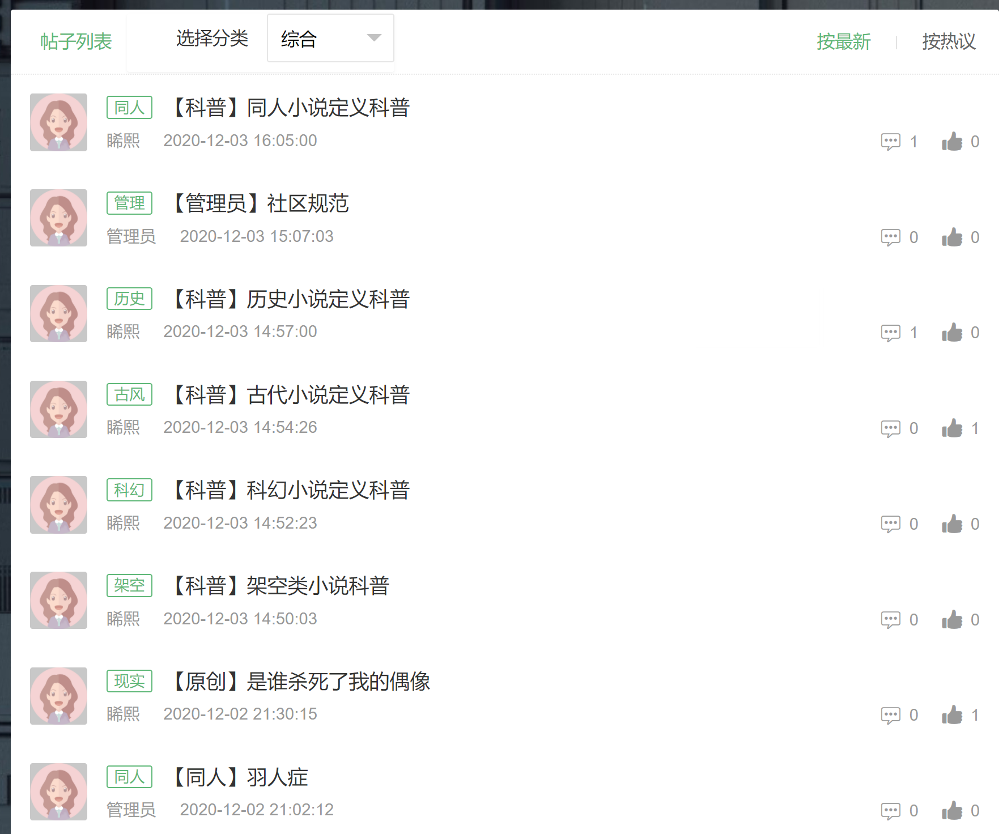 帖子列表 选择分类 综合 按最新 按热议
同人 【科普】同人小说定义科普
睎熙 2020-12-03 16:05:00 1 0
管理 【管理员】社区规范
管理员 2020-12-03 15:07:03 0 0
历史 【科普】历史小说定义科普
睎熙 2020-12-03 14:57:00 1 0
古风 【科普】古代小说定义科普
睎熙 2020-12-03 14:54:26 0 1
科幻 【科普】科幻小说定义科普
睎熙 2020-12-03 14:52:23 0 0
架空 【科普】架空类小说科普
睎熙 2020-12-03 14:50:03 0 0
现实 【原创】是谁杀死了我的偶像
睎熙 2020-12-02 21:30:15 0 1
同人 【同人】羽人症
管理员 2020-12-02 21:02:12 0 0